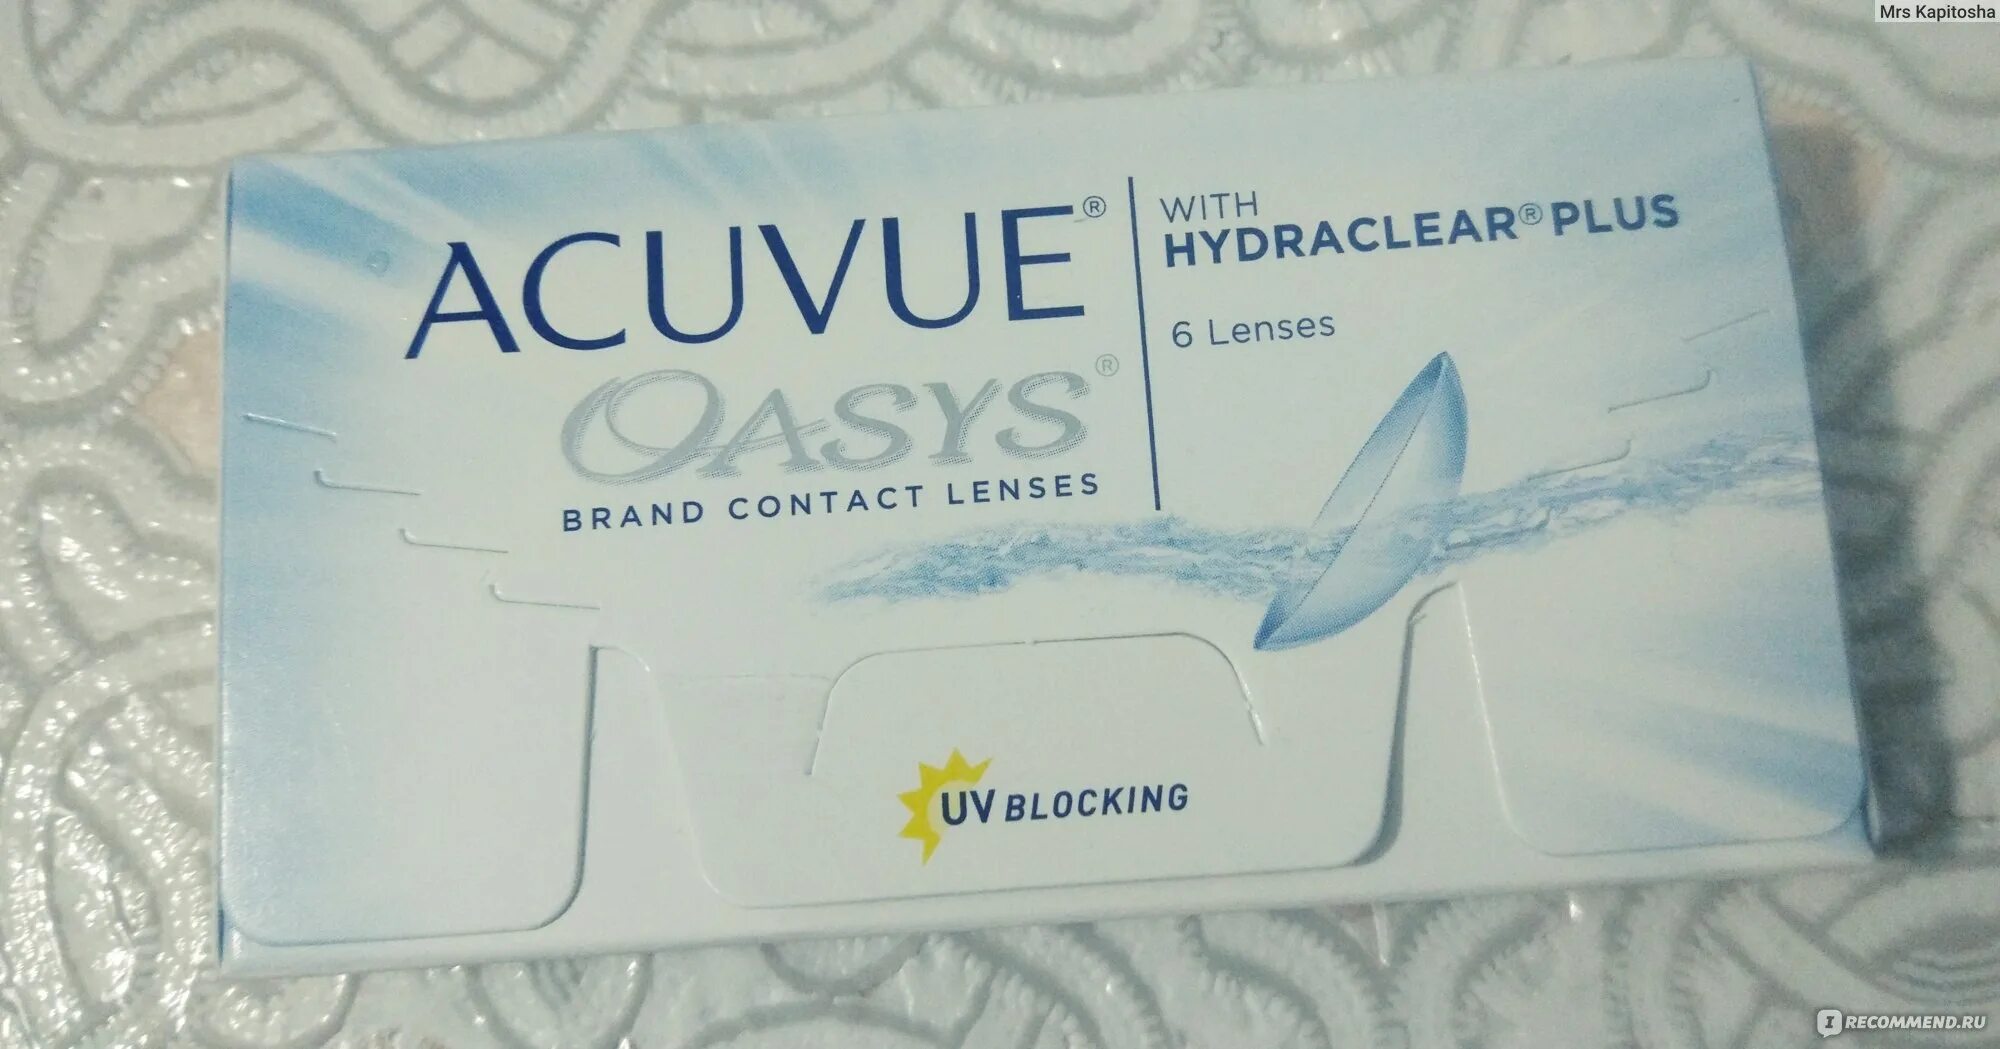 Mrs Kapitosha
ACUVUE®
OASYS®
BRAND CONTACT LENSES
WITH
HYDRACLEAR® PLUS
6 Lenses
UV BLOCKING
I RECOMMEND.RU